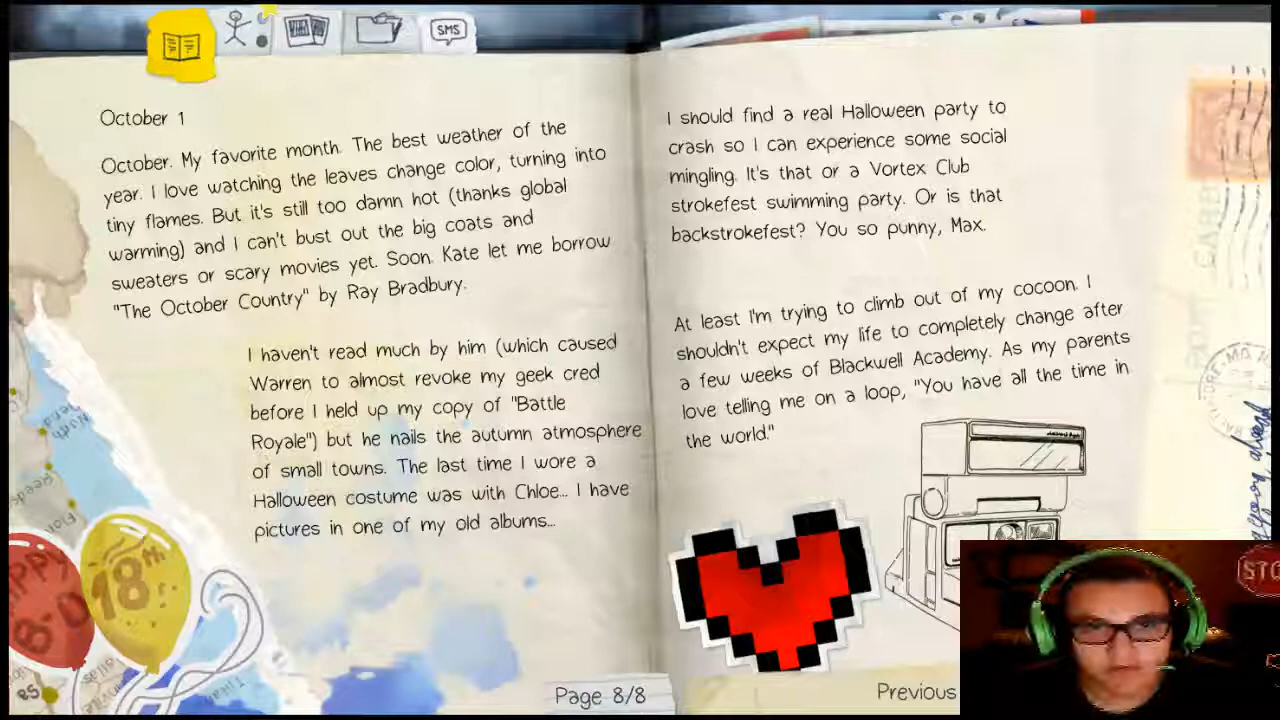 SMS
October 1
October. My favorite month. The best weather of the
year. I love watching the leaves change color, turning into
tiny flames. But it's still too damn hot (thanks global
warming) and I can't bust out the big coats and
sweaters or scary movies yet. Soon. Kate let me borrow
"The October Country" by Ray Bradbury.
I haven't read much by him (which caused
Warren to almost revoke my geek cred
before I held up my copy of "Battle
Royale") but he nails the autumn atmosphere
of small towns. The last time I wore a
Halloween costume was with Chloe... I have
pictures in one of my old albums...
I should find a real Halloween party to
crash so I can experience some social
mingling. It's that or a Vortex Club
strokefest swimming party. Or is that
backstrokefest? You so punny, Max.
At least I'm trying to climb out of my cocoon. I
shouldn't expect my life to completely change after
a few weeks of Blackwell Academy. As my parents
love telling me on a loop, "You have all the time in
the world."
18th
Page 8/8
Previous